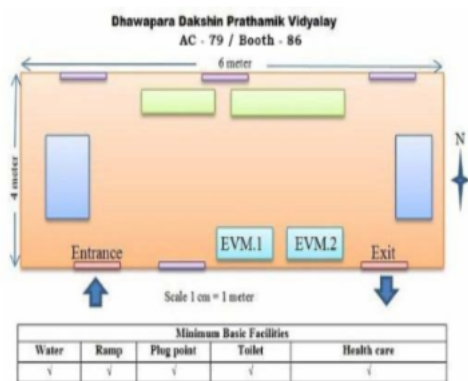 Dhawapara Dakshin Prathamik Vidyalay
AC - 79 / Booth - 86
6 meter
4 meter
N
EVM.1 EVM.2
Entrance Exit
Scale 1 cm = 1 meter
Minimum Basic Facilities
Water Ramp Plug point Toilet Health care
√ √ √ √ √